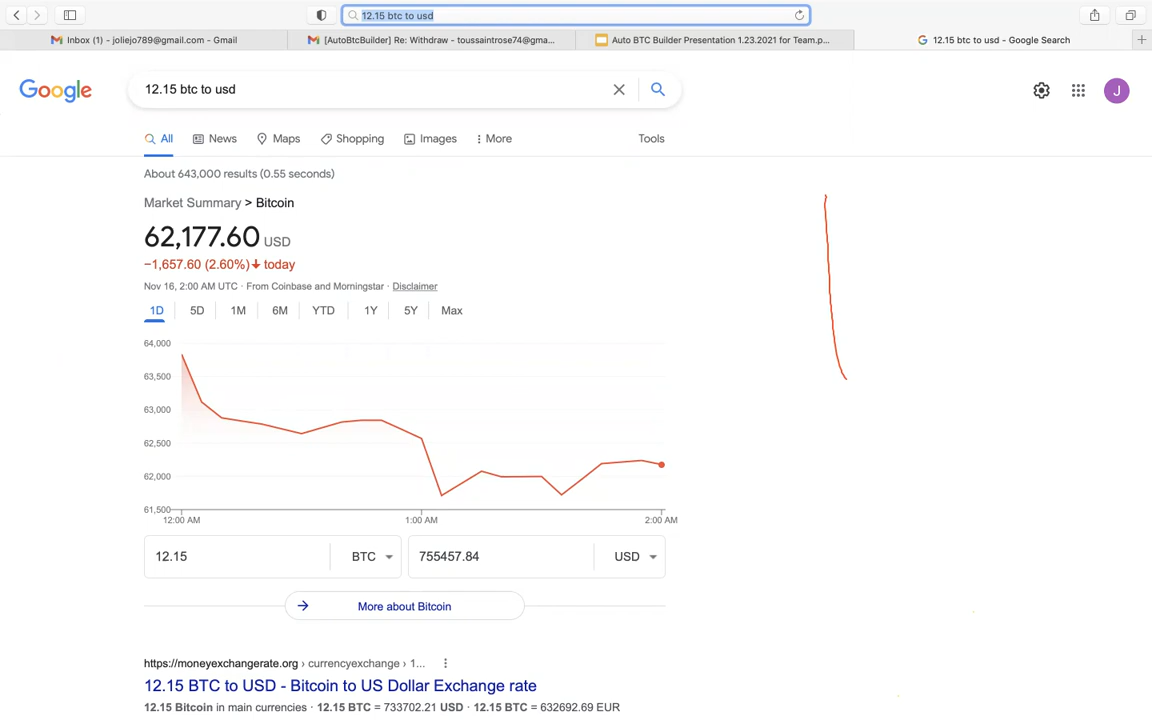 12.15 btc to usd
Inbox (1) - joliejo789@gmail.com - Gmail
[AutoBtcBuilder] Re: Withdraw - toussaintrose74@gma...
Auto BTC Builder Presentation 1.23.2021 for Team.p...
12.15 btc to usd - Google Search
Google
12.15 btc to usd
J
All
News
Maps
Shopping
Images
More
Tools
About 643,000 results (0.55 seconds)
Market Summary > Bitcoin
62,177.60 USD
−1,657.60 (2.60%) today
Nov 16, 2:00 AM UTC · From Coinbase and Morningstar · Disclaimer
1D
5D
1M
6M
YTD
1Y
5Y
Max
64,000
63,500
63,000
62,500
62,000
61,500
12:00 AM
1:00 AM
2:00 AM
12.15
BTC
755457.84
USD
More about Bitcoin
https://moneyexchangerate.org › currencyexchange › 1...
12.15 BTC to USD - Bitcoin to US Dollar Exchange rate
12.15 Bitcoin in main currencies · 12.15 BTC = 733702.21 USD · 12.15 BTC = 632692.69 EUR